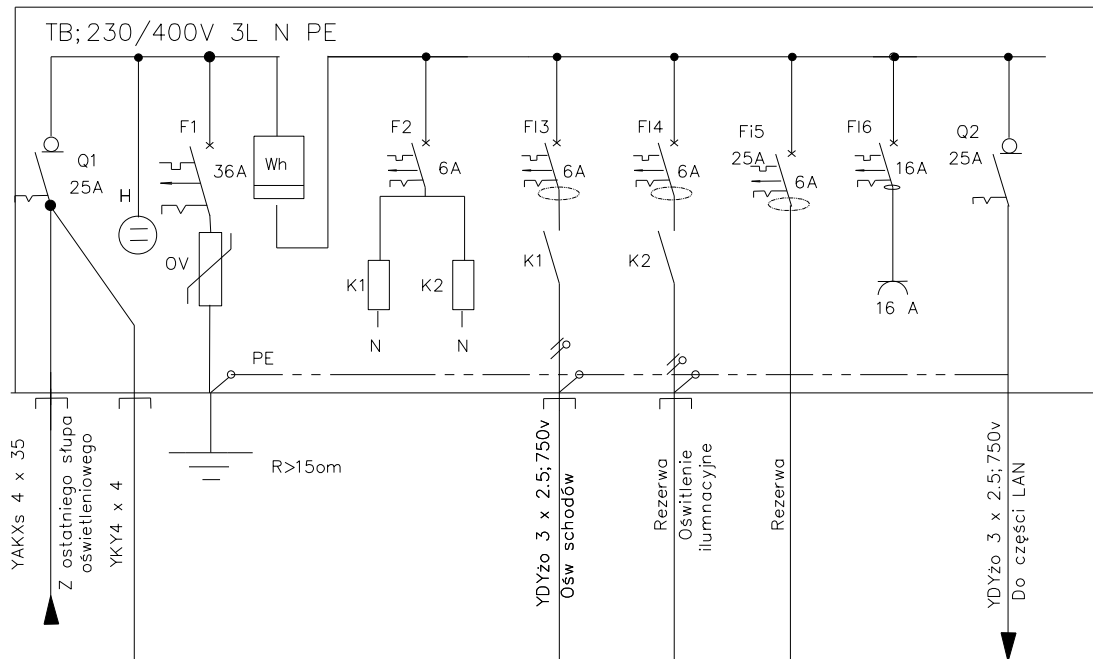 TB; 230/400V 3L N PE
Q1
25A
H
F1
36A
OV
Wh
F2
6A
K1
K2
N
N
FI3
6A
K1
FI4
6A
K2
Fi5
25A
6A
FI6
16A
16 A
Q2
25A
PE
R>15om
YAKXs 4 x 35
Z ostatniego słupa
oświetleniowego
YKY4 x 4
YDYżo 3 x 2.5; 750v
Ośw schodów
Rezerwa
Oświtlenie
ilumnacyjne
Rezerwa
YDYżo 3 x 2.5; 750v
Do części LAN